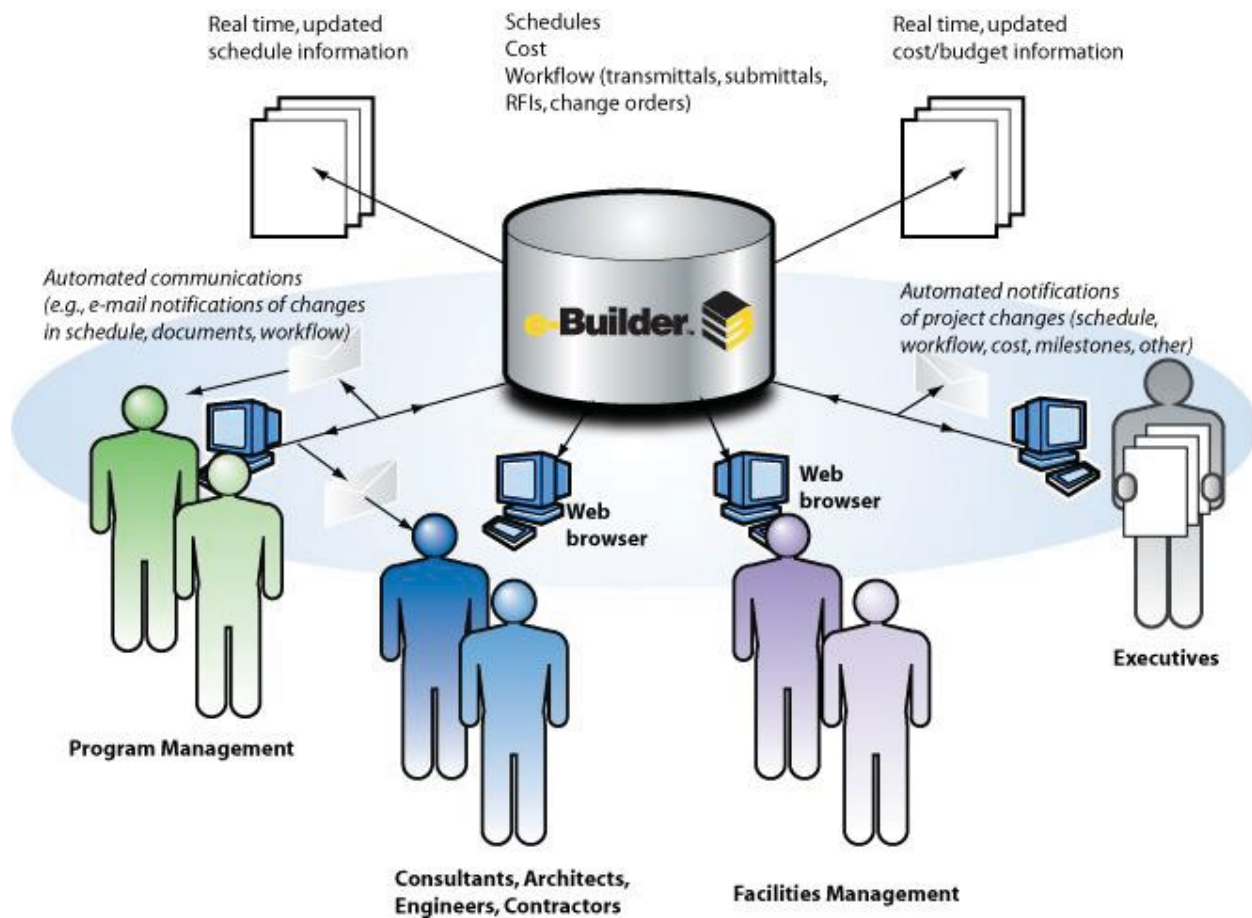 Real time, updated
schedule information
Schedules
Cost
Workflow (transmittals, submittals,
RFIs, change orders)
Real time, updated
cost/budget information
Automated communications
(e.g., e-mail notifications of changes
in schedule, documents, workflow)
e-Builder™
Automated notifications
of project changes (schedule,
workflow, cost, milestones, other)
Web
browser
Web
browser
Executives
Program Management
Consultants, Architects,
Engineers, Contractors
Facilities Management